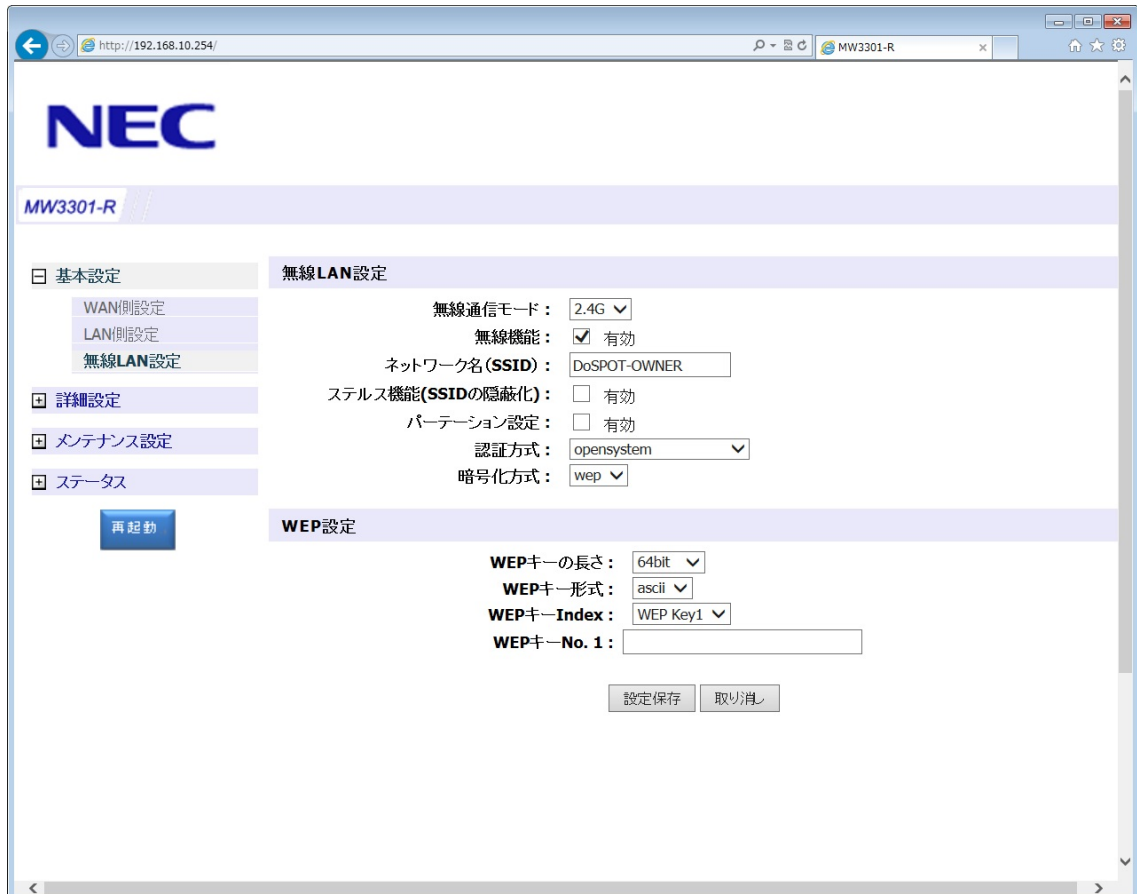 http://192.168.10.254/
MW3301-R
NEC
MW3301-R
基本設定
WAN側設定
LAN側設定
無線LAN設定
詳細設定
メンテナンス設定
ステータス
再起動
無線LAN設定
無線通信モード： 2.4G
無線機能： 有効
ネットワーク名(SSID)： DoSPOT-OWNER
ステルス機能(SSIDの隠蔽化)： 有効
パーテーション設定： 有効
認証方式： opensystem
暗号化方式： wep
WEP設定
WEPキーの長さ： 64bit
WEPキー形式： ascii
WEPキーIndex： WEP Key1
WEPキーNo. 1：
設定保存 取り消し